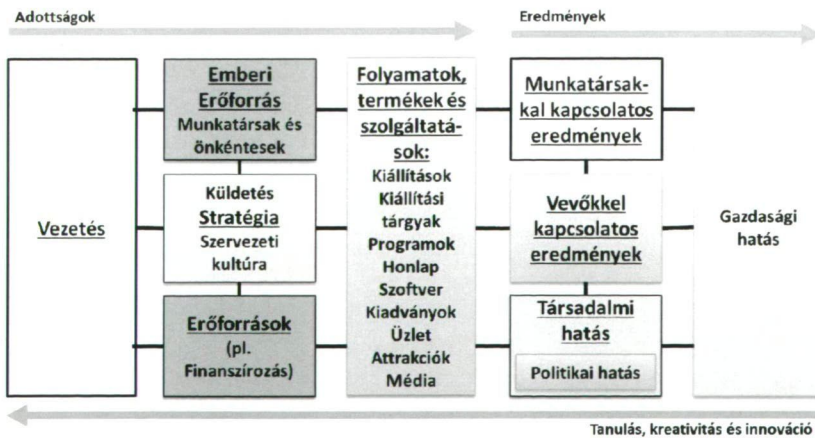 Adottságok
Eredmények
Vezetés
Emberi
Erőforrás
Munkatársak és
önkéntesek
Küldetés
Stratégia
Szervezeti
kultúra
Erőforrások
(pl.
Finanszírozás)
Folyamatok,
termékek és
szolgáltatá-
sok:
Kiállítások
Kiállítási
tárgyak
Programok
Honlap
Szoftver
Kiadványok
Üzlet
Attrakciók
Média
Munkatársak-
kal kapcsolatos
eredmények
Vevőkkel
kapcsolatos
eredmények
Társadalmi
hatás
Politikai hatás
Gazdasági
hatás
Tanulás, kreativitás és innováció